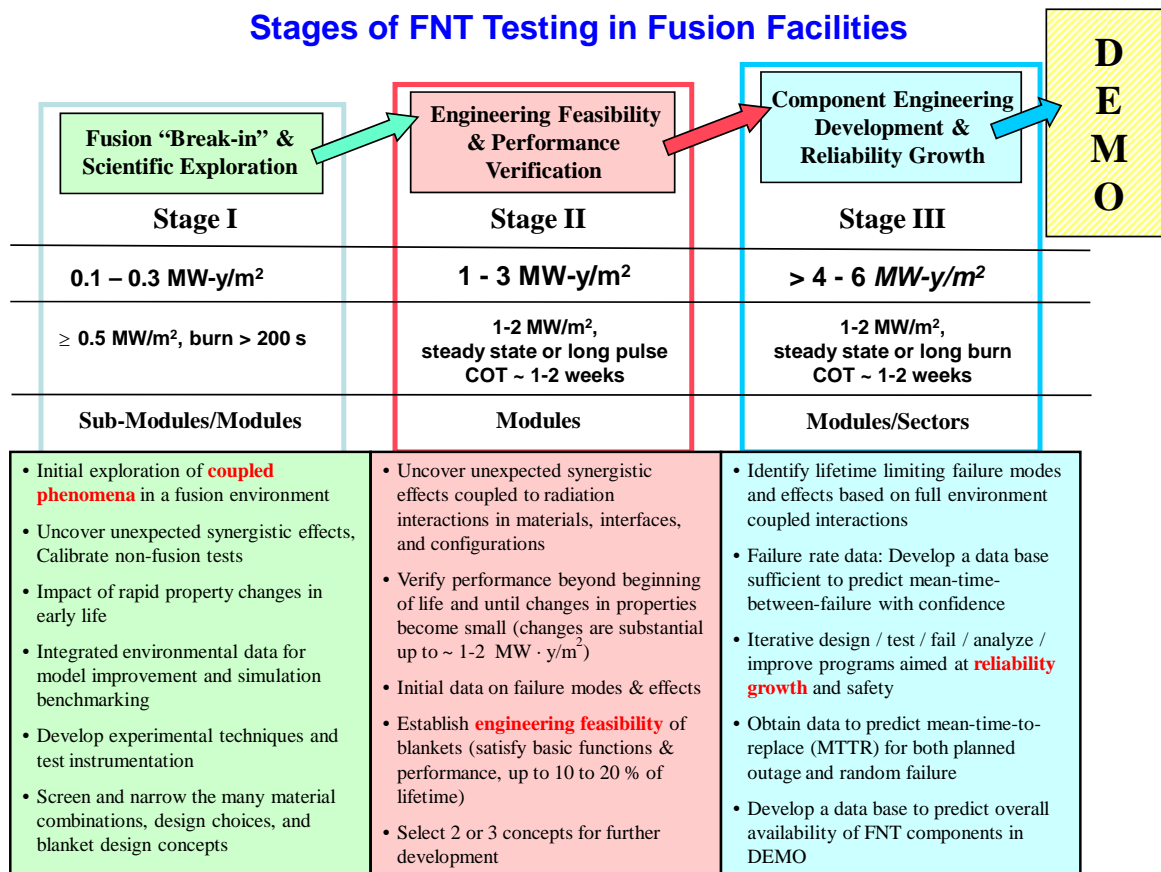 Stages of FNT Testing in Fusion Facilities
D
E
M
O
Fusion “Break-in” &
Scientific Exploration
Engineering Feasibility
& Performance
Verification
Component Engineering
Development &
Reliability Growth
Stage I
Stage II
Stage III
0.1 – 0.3 MW-y/m²
1 - 3 MW-y/m²
> 4 - 6 MW-y/m²
≥ 0.5 MW/m², burn > 200 s
1-2 MW/m²,
steady state or long pulse
COT ~ 1-2 weeks
1-2 MW/m²,
steady state or long burn
COT ~ 1-2 weeks
Sub-Modules/Modules
Modules
Modules/Sectors
• Initial exploration of coupled
phenomena in a fusion environment
• Uncover unexpected synergistic effects,
Calibrate non-fusion tests
• Impact of rapid property changes in
early life
• Integrated environmental data for
model improvement and simulation
benchmarking
• Develop experimental techniques and
test instrumentation
• Screen and narrow the many material
combinations, design choices, and
blanket design concepts
• Uncover unexpected synergistic
effects coupled to radiation
interactions in materials, interfaces,
and configurations
• Verify performance beyond beginning
of life and until changes in properties
become small (changes are substantial
up to ~ 1-2 MW · y/m²)
• Initial data on failure modes & effects
• Establish engineering feasibility of
blankets (satisfy basic functions &
performance, up to 10 to 20 % of
lifetime)
• Select 2 or 3 concepts for further
development
• Identify lifetime limiting failure modes
and effects based on full environment
coupled interactions
• Failure rate data: Develop a data base
sufficient to predict mean-time-
between-failure with confidence
• Iterative design / test / fail / analyze /
improve programs aimed at reliability
growth and safety
• Obtain data to predict mean-time-to-
replace (MTTR) for both planned
outage and random failure
• Develop a data base to predict overall
availability of FNT components in
DEMO